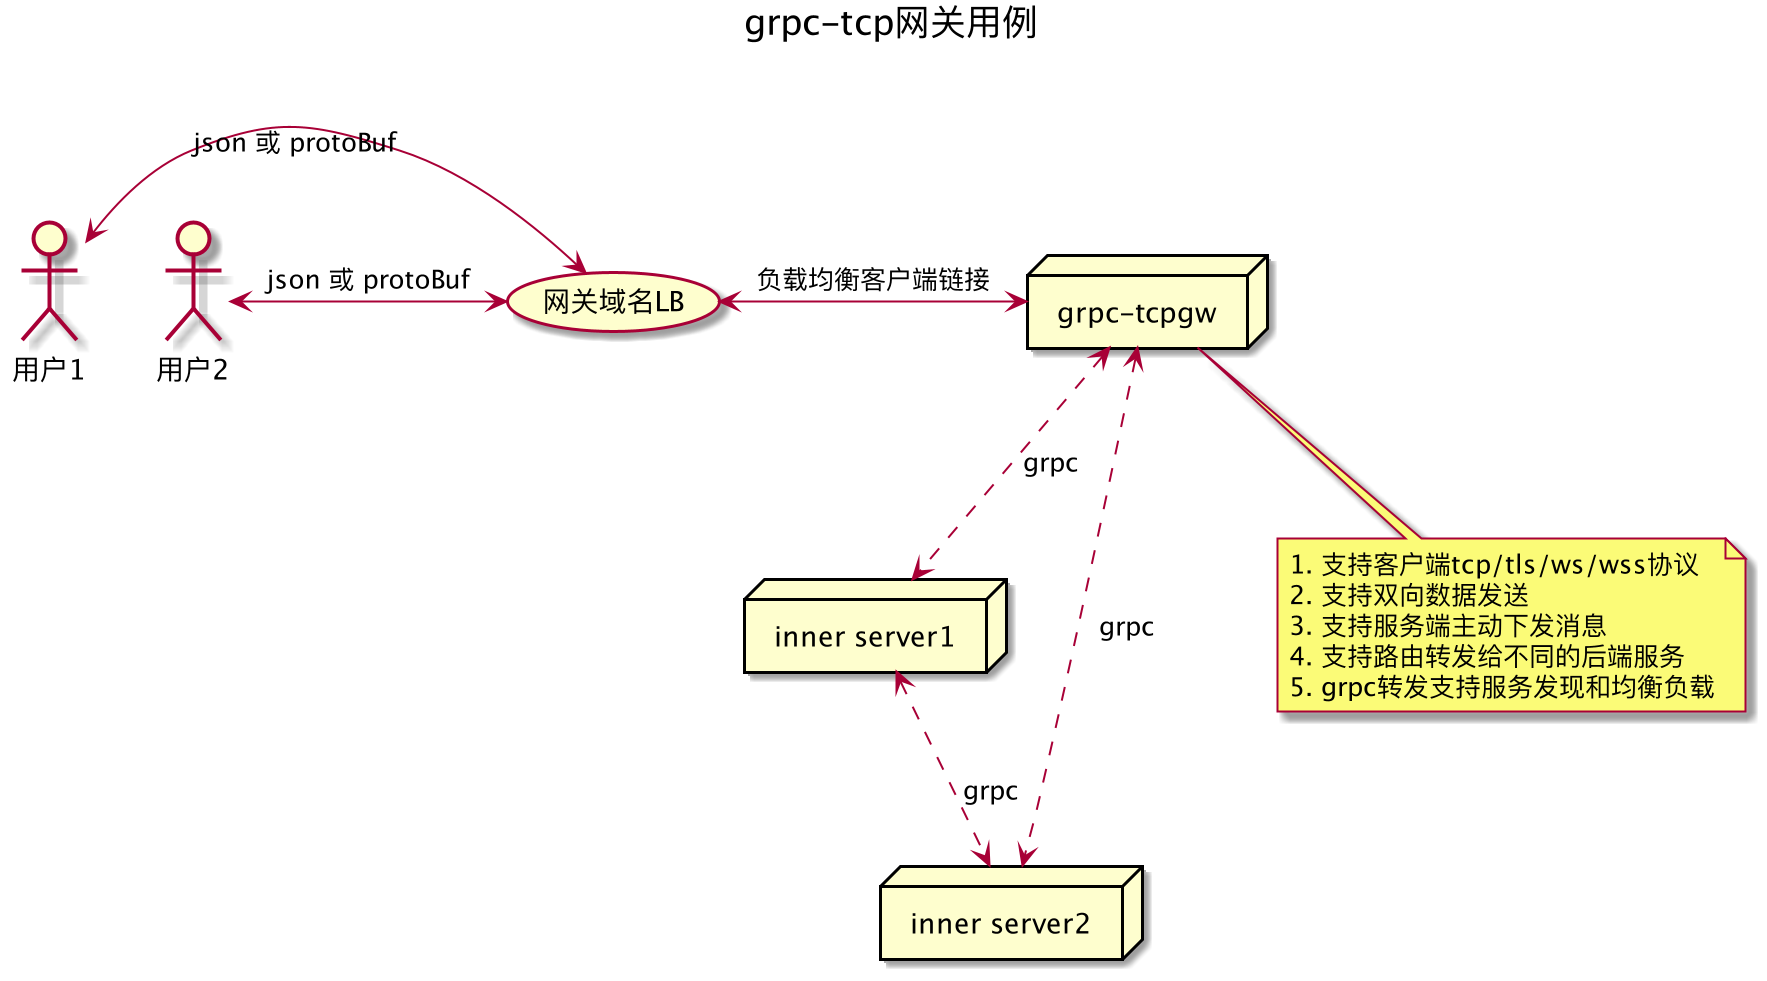 grpc-tcp网关用例
json 或 protoBuf
json 或 protoBuf
负载均衡客户端链接
网关域名LB
grpc-tcpgw
用户1
用户2
grpc
1. 支持客户端tcp/tls/ws/wss协议
2. 支持双向数据发送
3. 支持服务端主动下发消息
4. 支持路由转发给不同的后端服务
5. grpc转发支持服务发现和均衡负载
inner server1
grpc
grpc
inner server2